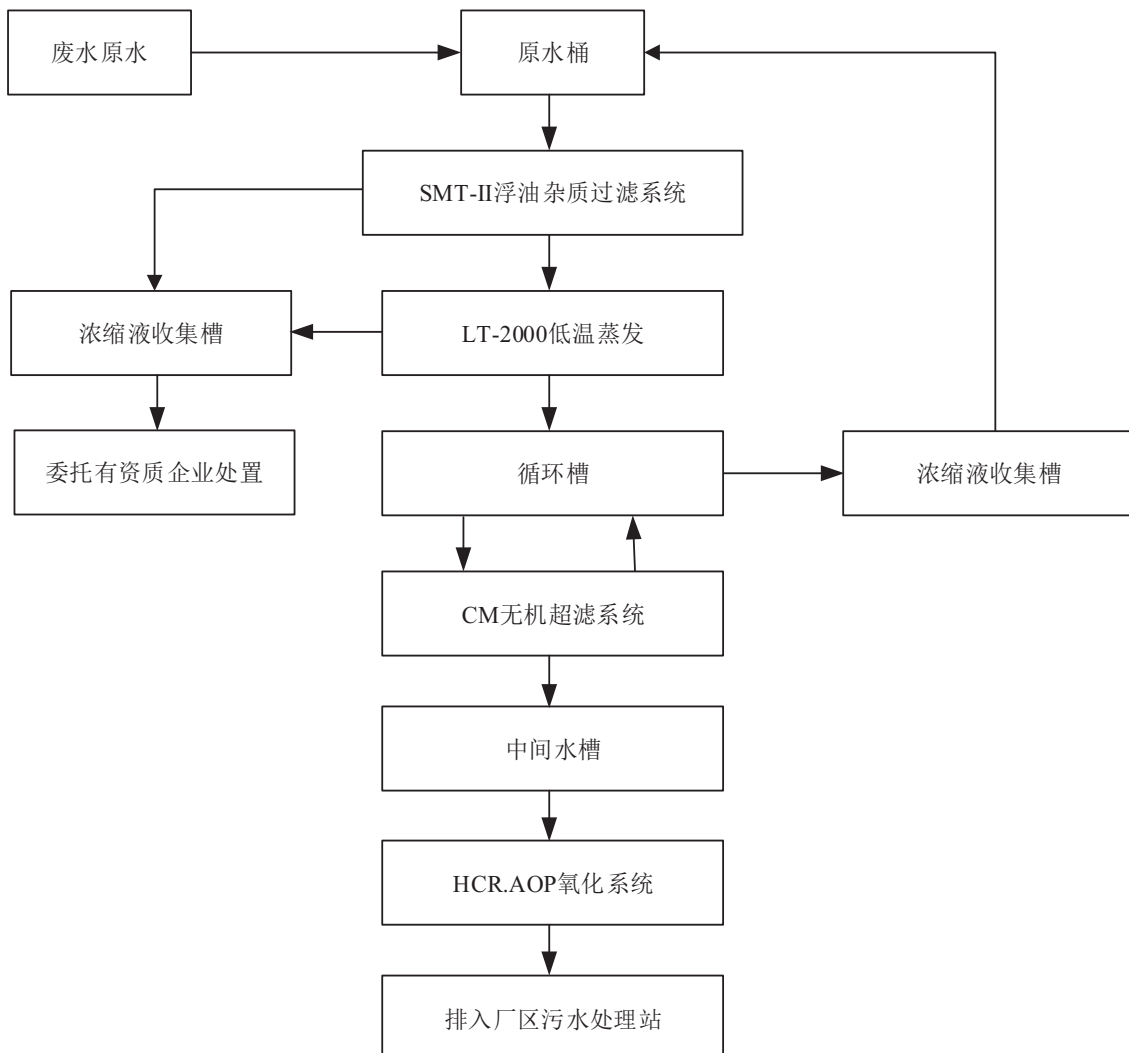 废水原水
原水桶
SMT-II浮油杂质过滤系统
浓缩液收集槽
LT-2000低温蒸发
委托有资质企业处置
循环槽
浓缩液收集槽
CM无机超滤系统
中间水槽
HCR.AOP氧化系统
排入厂区污水处理站